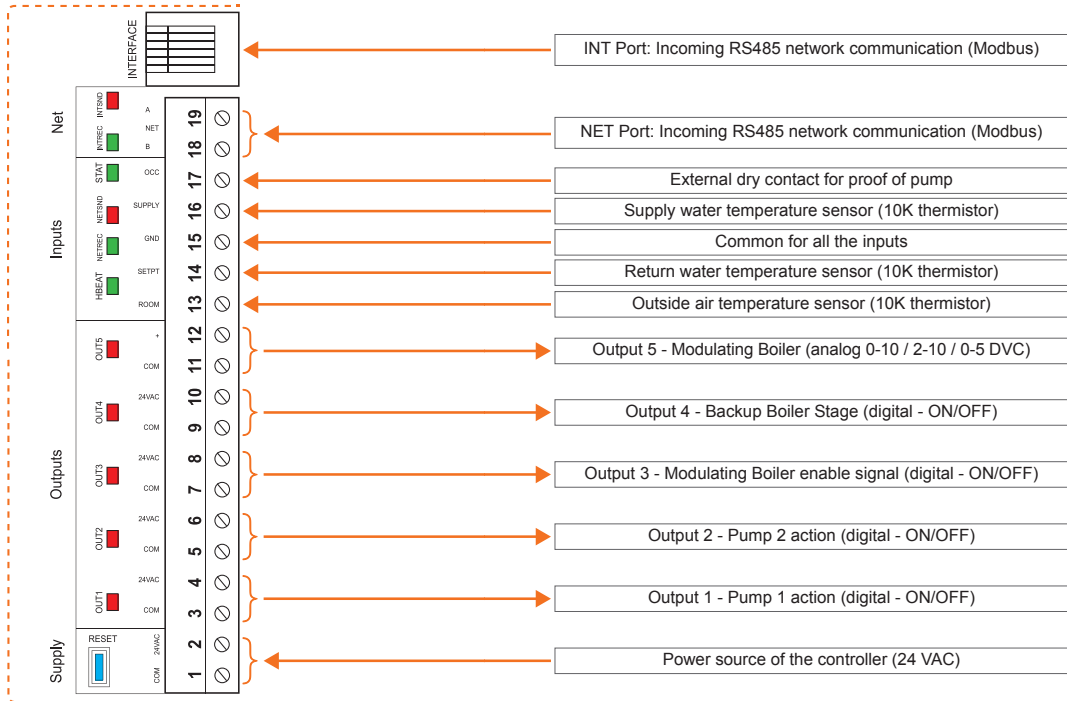 INTERFACE
INT Port: Incoming RS485 network communication (Modbus)
Net
INTSND
INTREC
A
NET
B
19
18
NET Port: Incoming RS485 network communication (Modbus)
Inputs
STAT
OCC
17
External dry contact for proof of pump
NETSND
SUPPLY
16
Supply water temperature sensor (10K thermistor)
NETREC
GND
15
Common for all the inputs
HBEAT
SETPT
14
Return water temperature sensor (10K thermistor)
ROOM
13
Outside air temperature sensor (10K thermistor)
Outputs
OUT5
+
COM
12
11
Output 5 - Modulating Boiler (analog 0-10 / 2-10 / 0-5 DVC)
OUT4
24VAC
COM
10
9
Output 4 - Backup Boiler Stage (digital - ON/OFF)
OUT3
24VAC
COM
8
7
Output 3 - Modulating Boiler enable signal (digital - ON/OFF)
OUT2
24VAC
COM
6
5
Output 2 - Pump 2 action (digital - ON/OFF)
OUT1
24VAC
COM
4
3
Output 1 - Pump 1 action (digital - ON/OFF)
Supply
RESET
24VAC
COM
2
1
Power source of the controller (24 VAC)